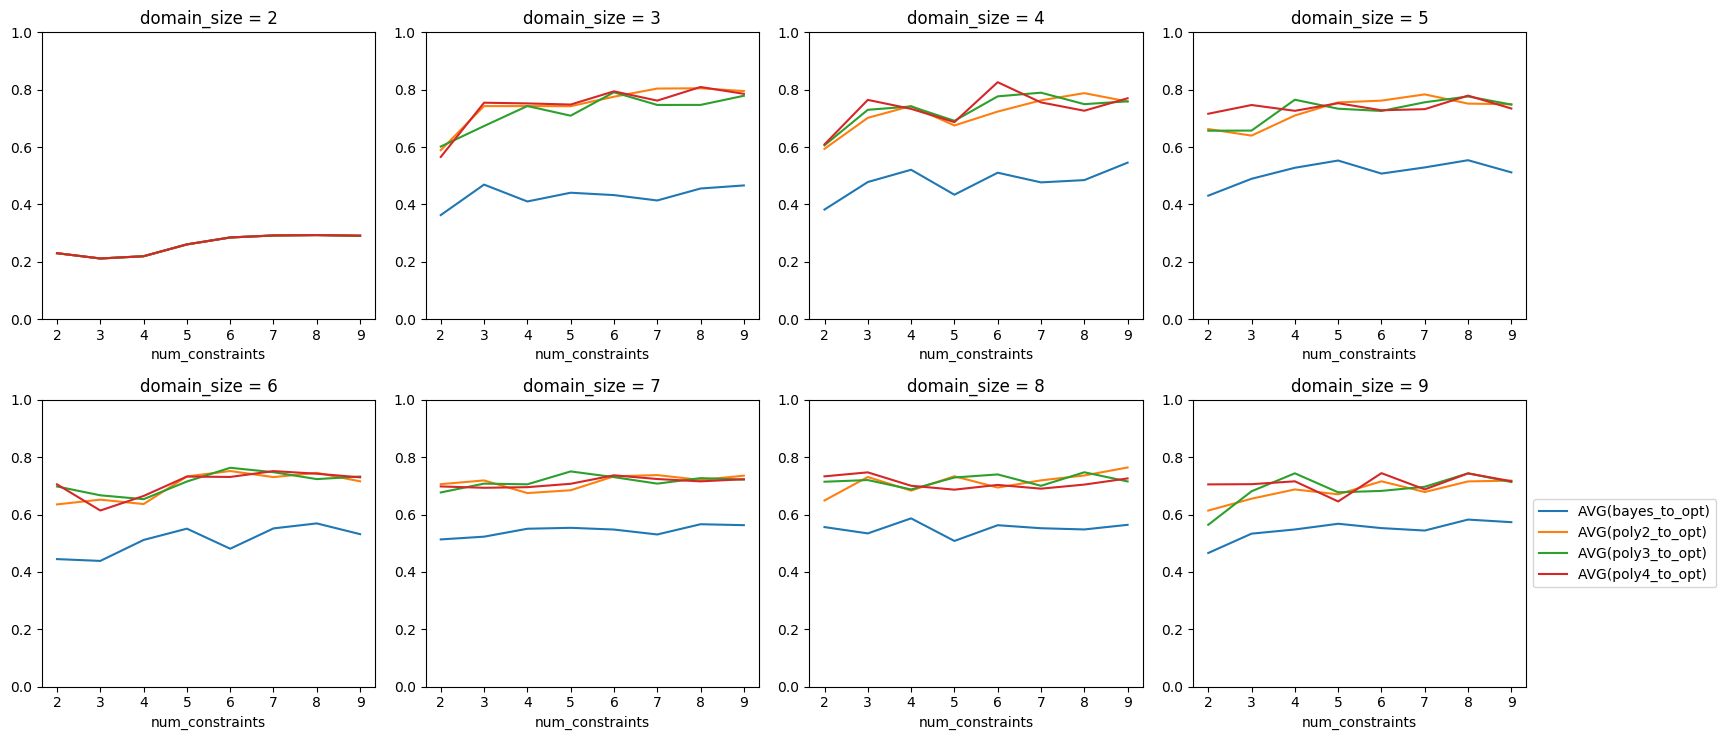 domain_size = 2
1.0
0.8
0.6
0.4
0.2
0.0
2 3 4 5 6 7 8 9
num_constraints
domain_size = 3
1.0
0.8
0.6
0.4
0.2
0.0
2 3 4 5 6 7 8 9
num_constraints
domain_size = 4
1.0
0.8
0.6
0.4
0.2
0.0
2 3 4 5 6 7 8 9
num_constraints
domain_size = 5
1.0
0.8
0.6
0.4
0.2
0.0
2 3 4 5 6 7 8 9
num_constraints
domain_size = 6
1.0
0.8
0.6
0.4
0.2
0.0
2 3 4 5 6 7 8 9
num_constraints
domain_size = 7
1.0
0.8
0.6
0.4
0.2
0.0
2 3 4 5 6 7 8 9
num_constraints
domain_size = 8
1.0
0.8
0.6
0.4
0.2
0.0
2 3 4 5 6 7 8 9
num_constraints
domain_size = 9
1.0
0.8
0.6
0.4
0.2
0.0
2 3 4 5 6 7 8 9
num_constraints
AVG(bayes_to_opt)
AVG(poly2_to_opt)
AVG(poly3_to_opt)
AVG(poly4_to_opt)